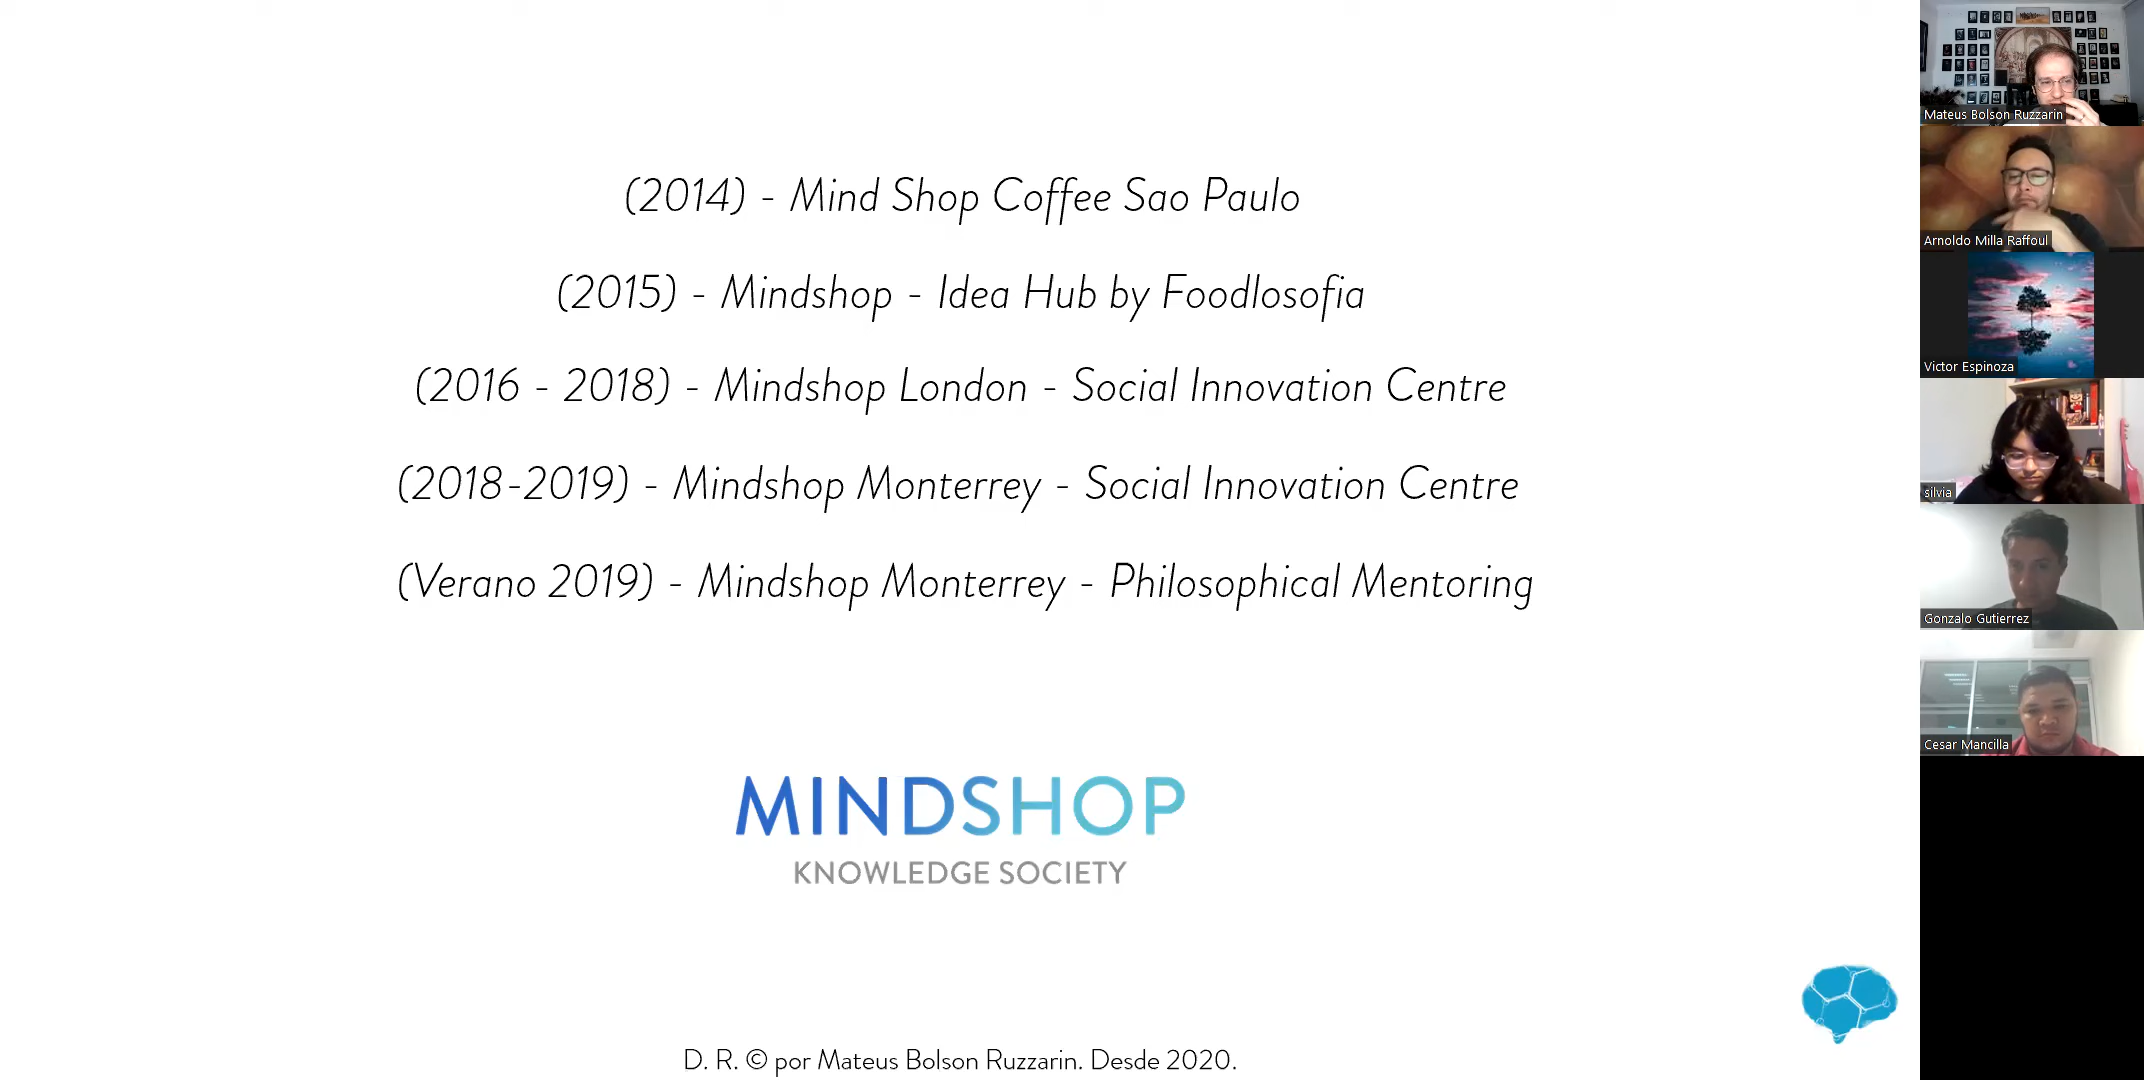 (2014) - Mind Shop Coffee Sao Paulo
(2015) - Mindshop - Idea Hub by Foodlosofia
(2016 - 2018) - Mindshop London - Social Innovation Centre
(2018-2019) - Mindshop Monterrey - Social Innovation Centre
(Verano 2019) - Mindshop Monterrey - Philosophical Mentoring
MINDSHOP
KNOWLEDGE SOCIETY
D. R. © por Mateus Bolson Ruzzarin. Desde 2020.
Mateus Bolson Ruzzarin
Arnoldo Milla Raffoul
Victor Espinoza
silvia
Gonzalo Gutierrez
Cesar Mancilla